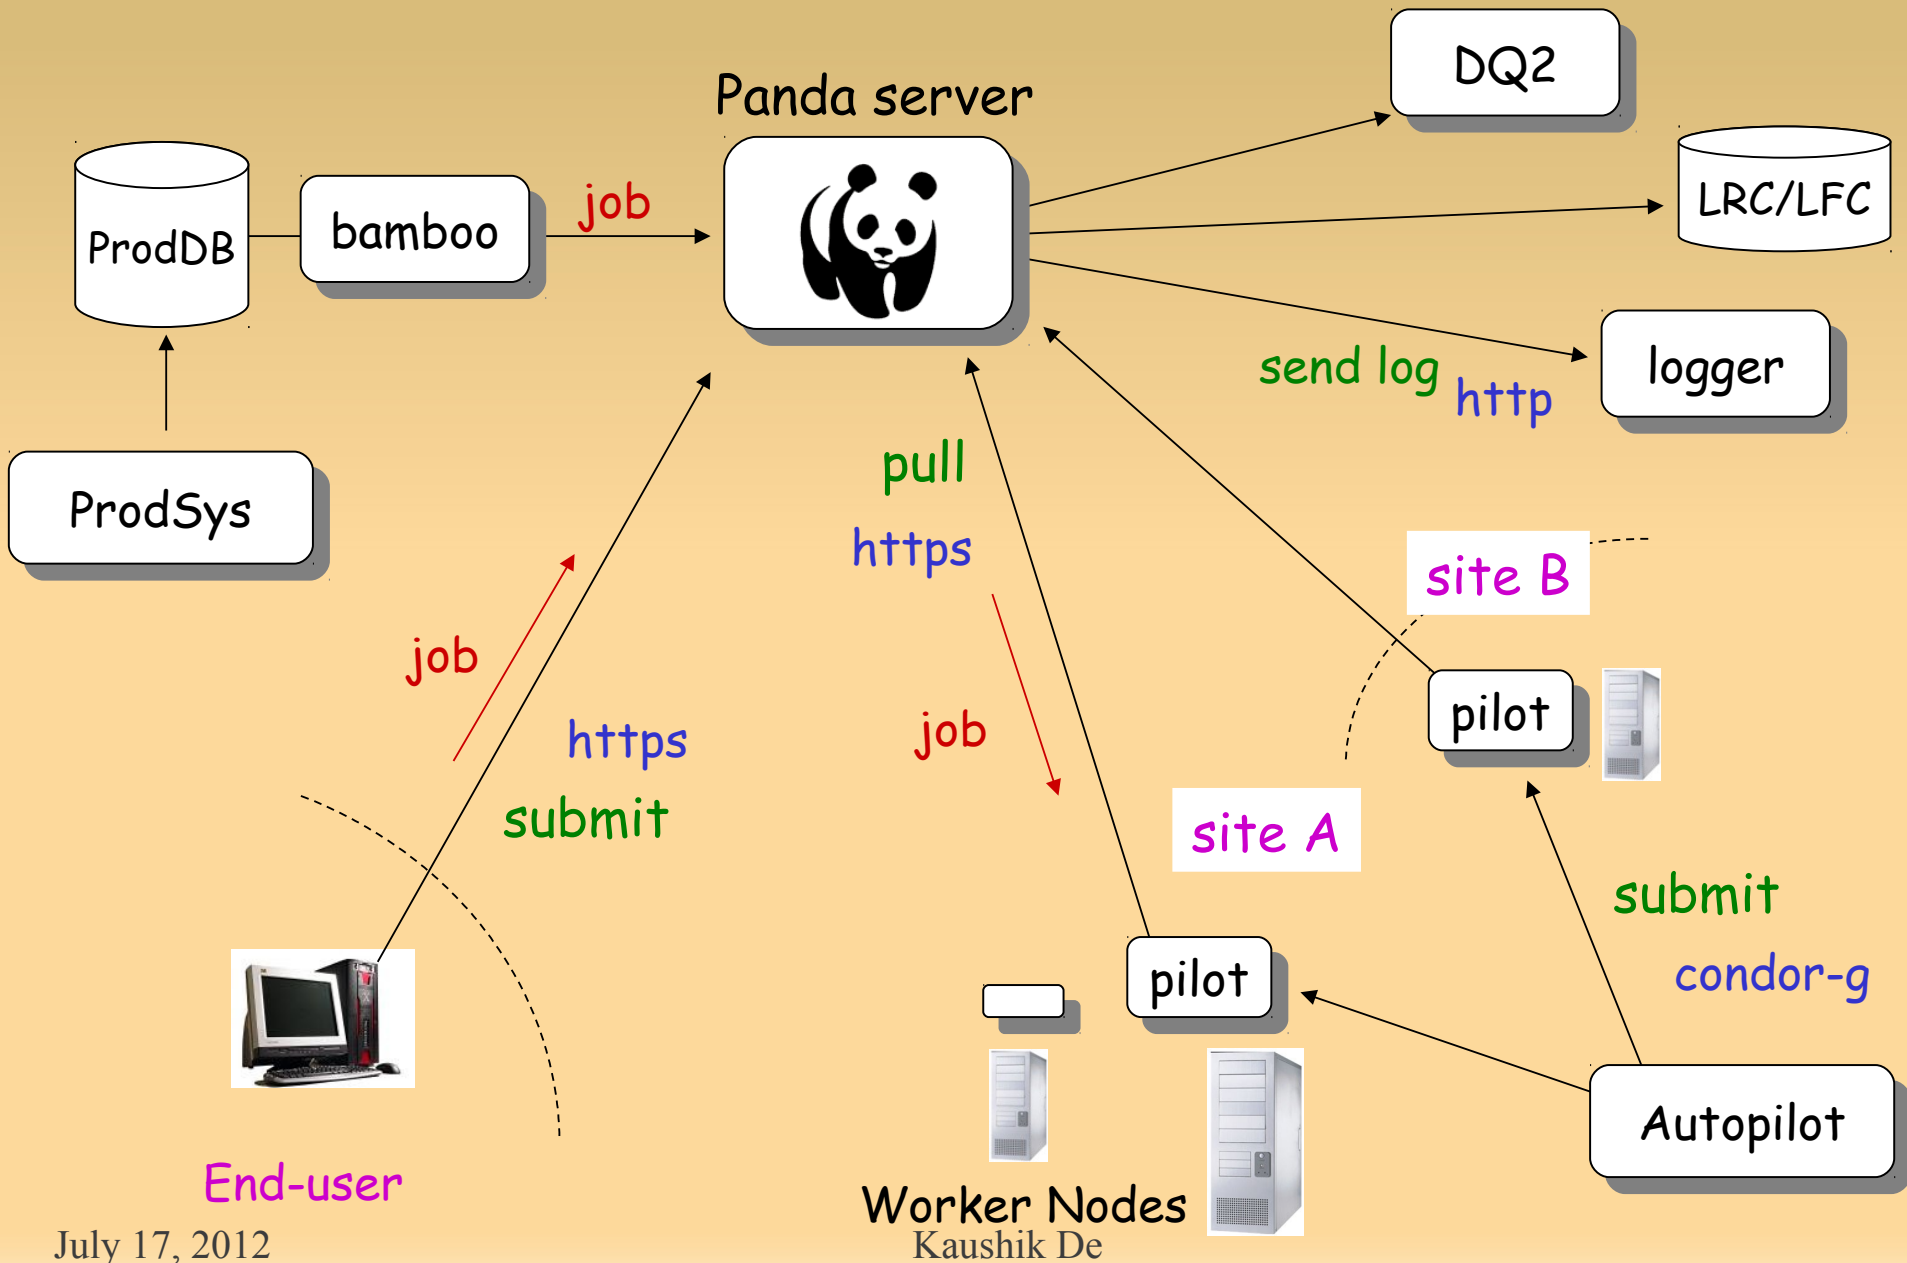 DQ2
Panda server
LRC/LFC
job
bamboo
ProdDB
send log
http
logger
pull
https
ProdSys
site B
job
https
submit
job
pilot
site A
submit
condor-g
pilot
Autopilot
End-user
Worker Nodes
July 17, 2012
Kaushik De